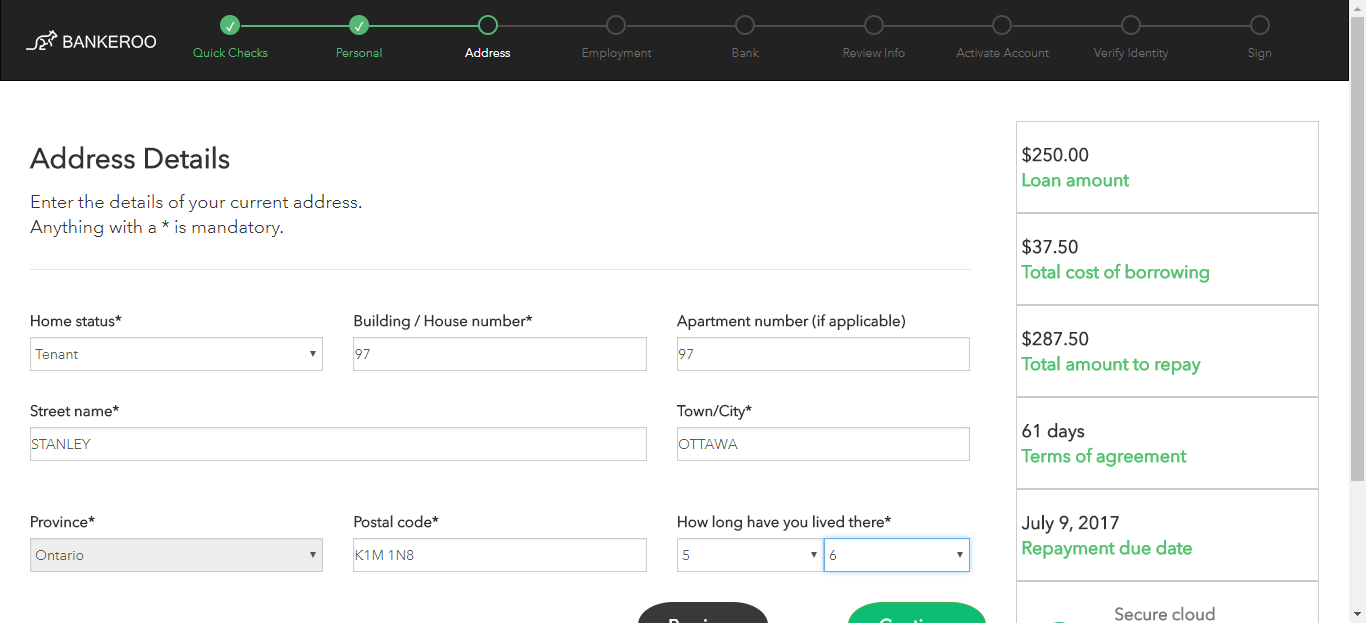 BANKEROO
Quick Checks
Personal
Address
Employment
Bank
Review Info
Activate Account
Verify Identity
Sign
Address Details
Enter the details of your current address.
Anything with a * is mandatory.
Home status*
Building / House number*
Apartment number (if applicable)
Tenant
97
97
Street name*
Town/City*
STANLEY
OTTAWA
Province*
Postal code*
How long have you lived there*
Ontario
K1M 1N8
5
6
$250.00
Loan amount
$37.50
Total cost of borrowing
$287.50
Total amount to repay
61 days
Terms of agreement
July 9, 2017
Repayment due date
Secure cloud